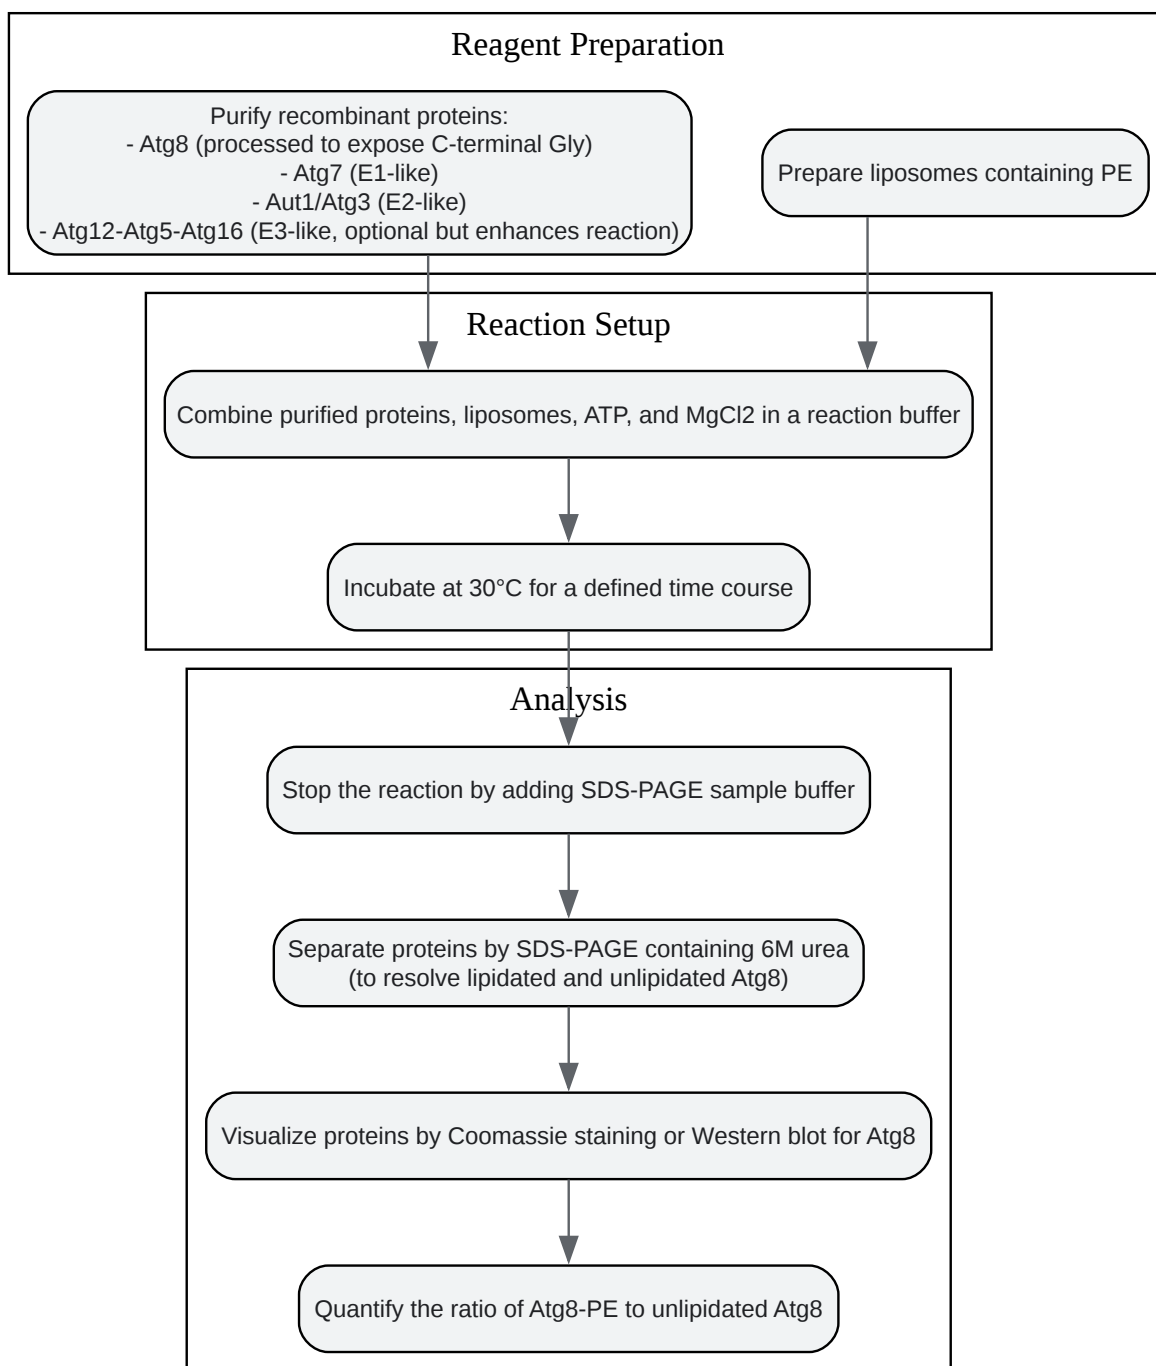 Reagent Preparation
Purify recombinant proteins:
- Atg8 (processed to expose C-terminal Gly)
- Atg7 (E1-like)
- Aut1/Atg3 (E2-like)
- Atg12-Atg5-Atg16 (E3-like, optional but enhances reaction)
Prepare liposomes containing PE
Reaction Setup
Combine purified proteins, liposomes, ATP, and MgCl2 in a reaction buffer
Incubate at 30°C for a defined time course
Analysis
Stop the reaction by adding SDS-PAGE sample buffer
Separate proteins by SDS-PAGE containing 6M urea
(to resolve lipidated and unlipidated Atg8)
Visualize proteins by Coomassie staining or Western blot for Atg8
Quantify the ratio of Atg8-PE to unlipidated Atg8